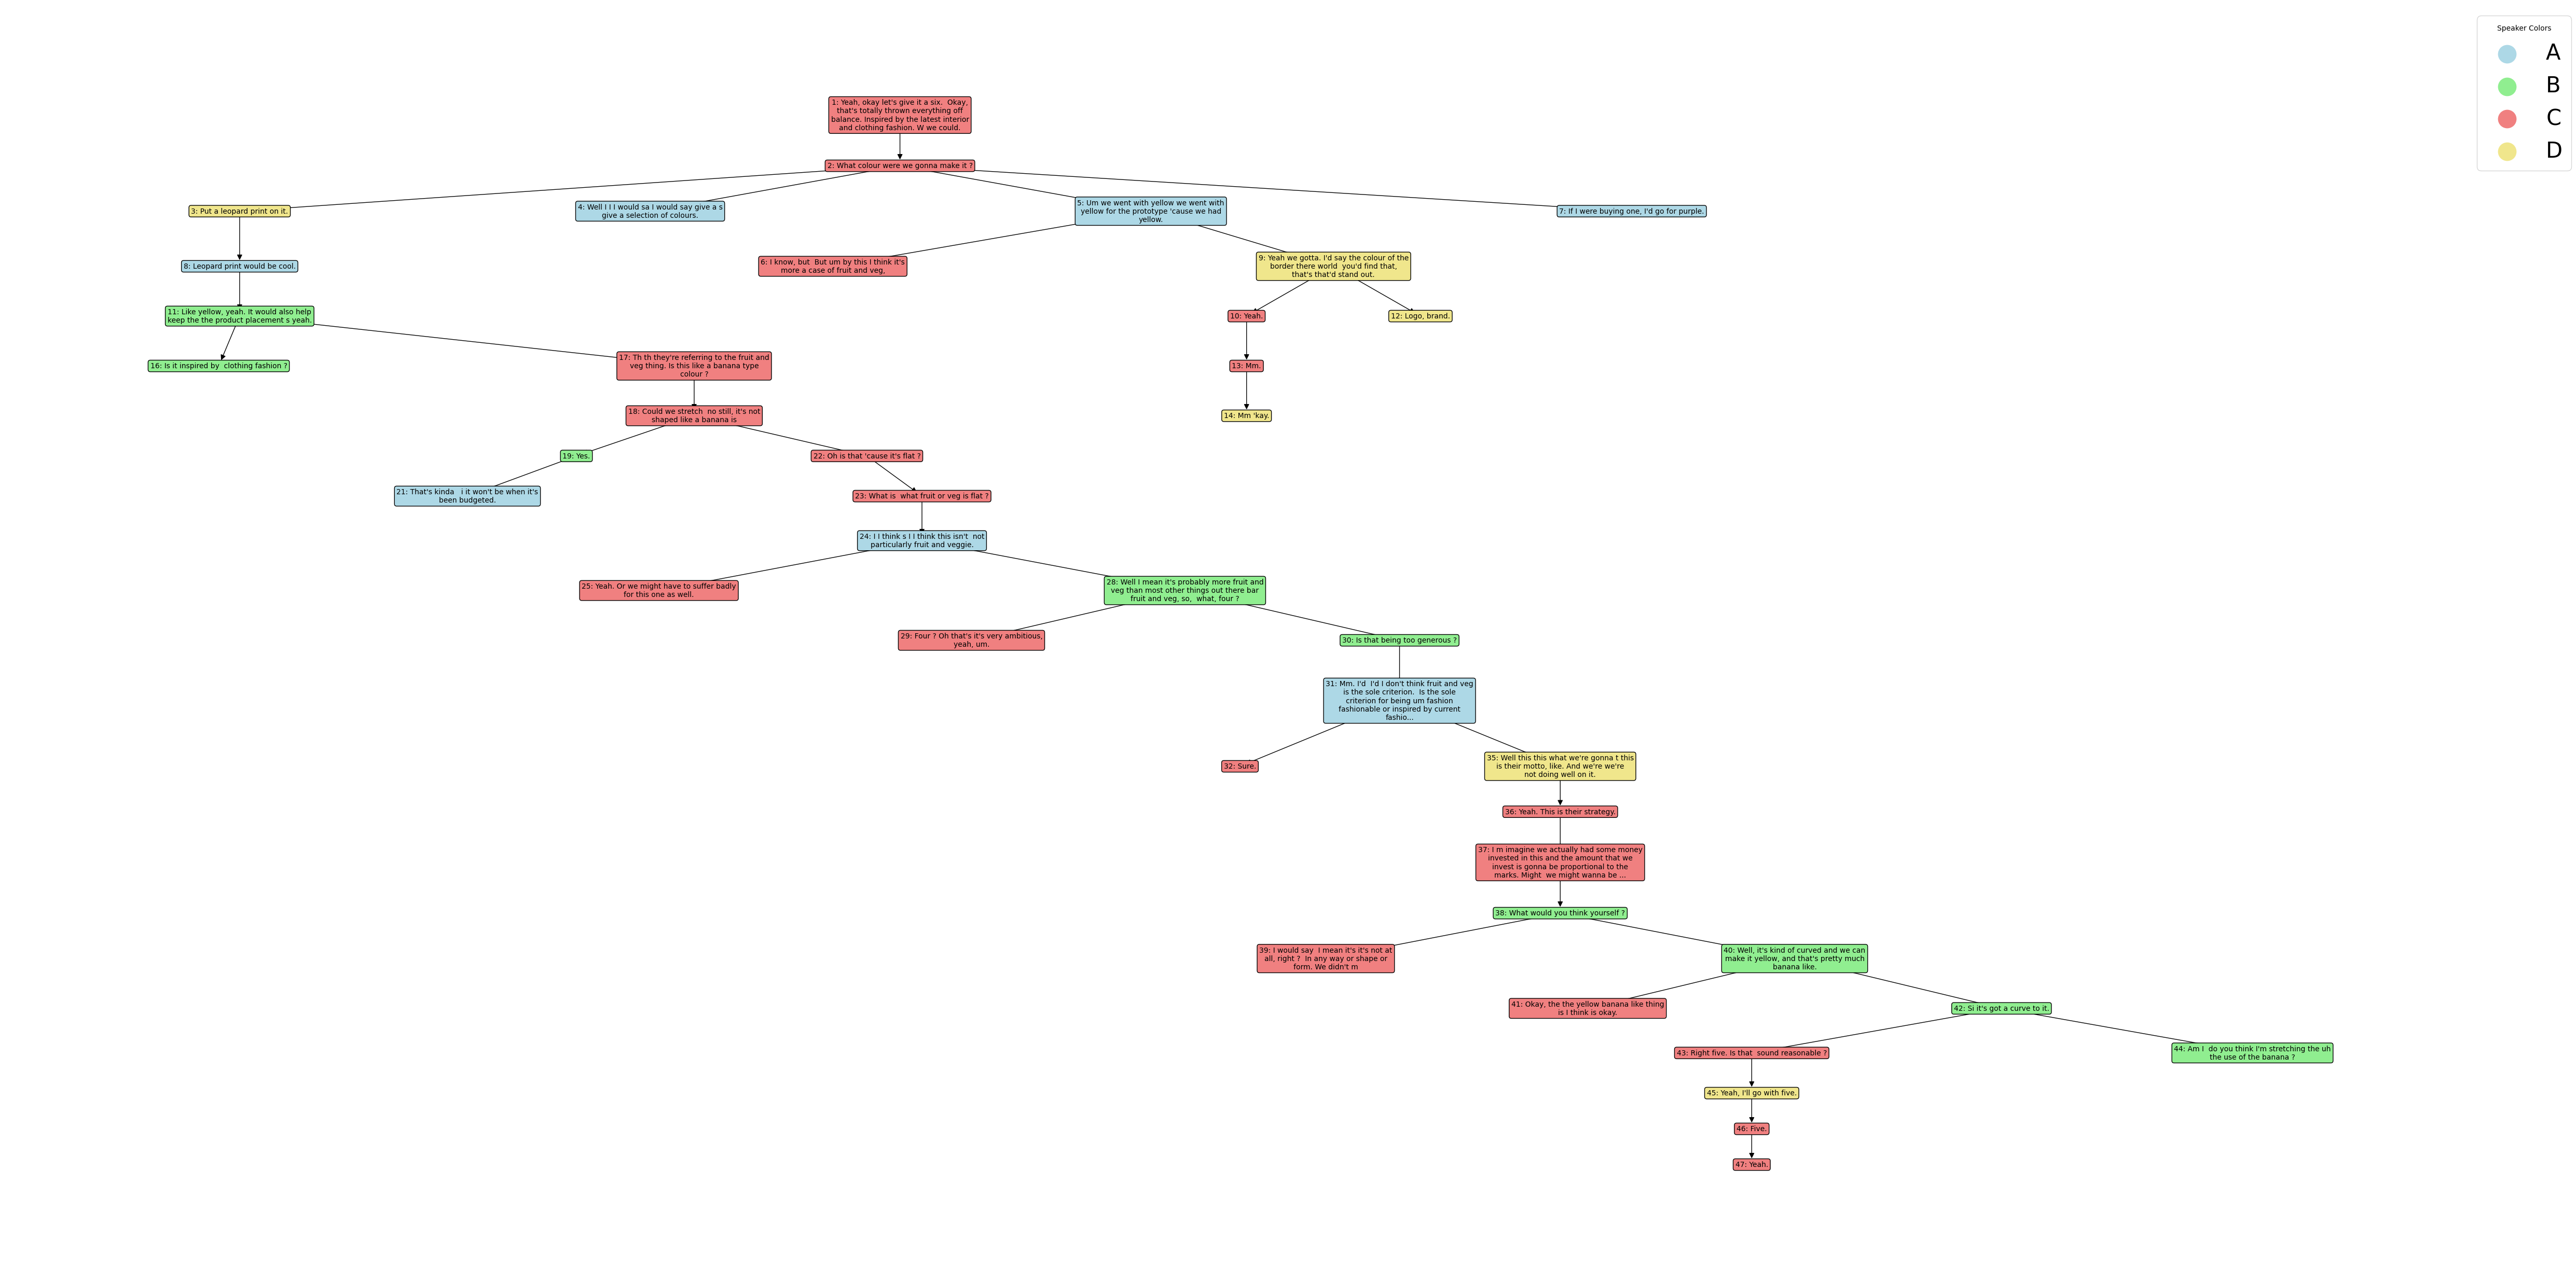 Speaker Colors
A
B
C
D
1: Yeah, okay let's give it a six.  Okay,
that's totally thrown everything off
balance. Inspired by the latest interior
and clothing fashion. W we could.
2: What colour were we gonna make it ?
3: Put a leopard print on it.
4: Well I I I would sa I would say give a s
give a selection of colours.
5: Um we went with yellow we went with
yellow for the prototype 'cause we had
yellow.
7: If I were buying one, I'd go for purple.
8: Leopard print would be cool.
6: I know, but  But um by this I think it's
more a case of fruit and veg,
9: Yeah we gotta. I'd say the colour of the
border there world  you'd find that,
that's that'd stand out.
11: Like yellow, yeah. It would also help
keep the the product placement s yeah.
10: Yeah.
12: Logo, brand.
16: Is it inspired by  clothing fashion ?
17: Th th they're referring to the fruit and
veg thing. Is this like a banana type
colour ?
13: Mm.
18: Could we stretch  no still, it's not
shaped like a banana is
14: Mm 'kay.
19: Yes.
22: Oh is that 'cause it's flat ?
21: That's kinda   i it won't be when it's
been budgeted.
23: What is  what fruit or veg is flat ?
24: I I think s I I think this isn't  not
particularly fruit and veggie.
25: Yeah. Or we might have to suffer badly
for this one as well.
28: Well I mean it's probably more fruit and
veg than most other things out there bar
fruit and veg, so,  what, four ?
29: Four ? Oh that's it's very ambitious,
yeah, um.
30: Is that being too generous ?
31: Mm. I'd  I'd I don't think fruit and veg
is the sole criterion.  Is the sole
criterion for being um fashion
fashionable or inspired by current
fashio...
32: Sure.
35: Well this this what we're gonna t this
is their motto, like. And we're we're
not doing well on it.
36: Yeah. This is their strategy.
37: I m imagine we actually had some money
invested in this and the amount that we
invest is gonna be proportional to the
marks. Might  we might wanna be ...
38: What would you think yourself ?
39: I would say  I mean it's it's not at
all, right ?  In any way or shape or
form. We didn't m
40: Well, it's kind of curved and we can
make it yellow, and that's pretty much
banana like.
41: Okay, the the yellow banana like thing
is I think is okay.
42: Si it's got a curve to it.
43: Right five. Is that  sound reasonable ?
44: Am I  do you think I'm stretching the uh
the use of the banana ?
45: Yeah, I'll go with five.
46: Five.
47: Yeah.